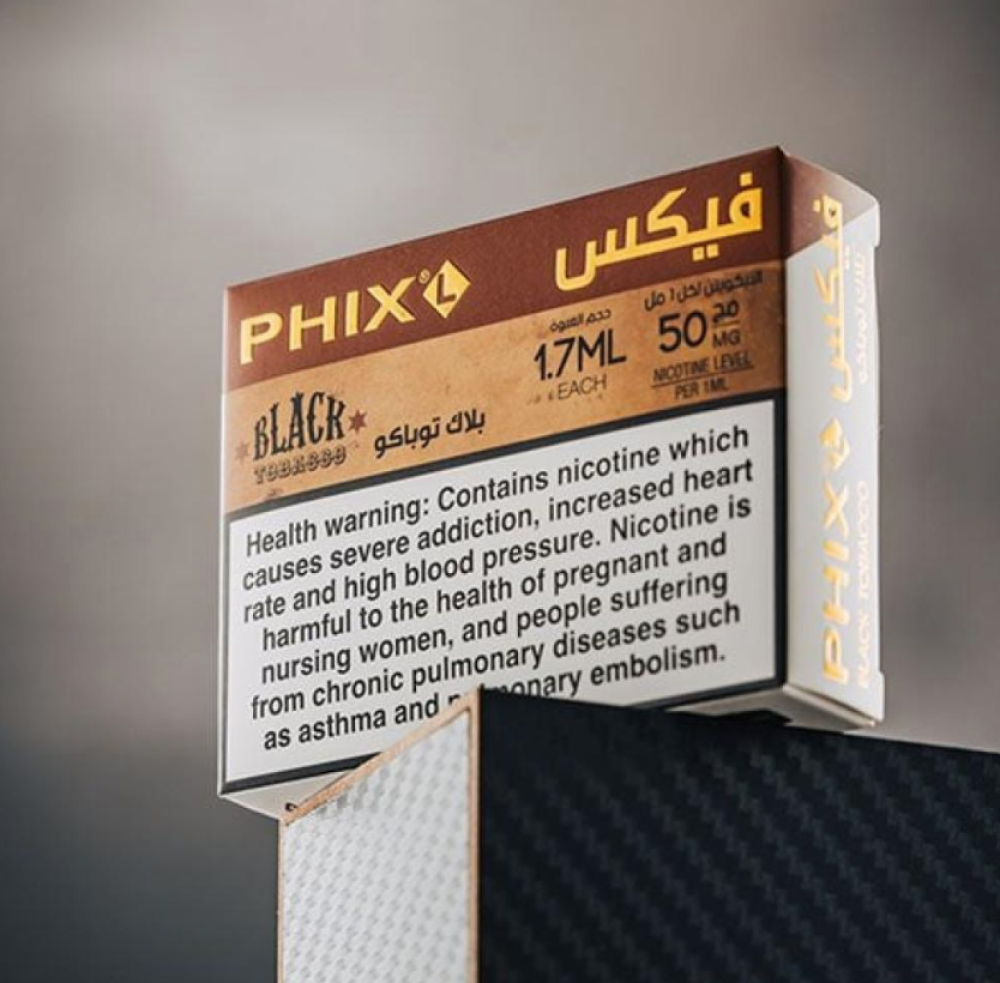 PHIX® L
فيكس
BLACK
TOBACCO
بلاك توباكو
حجم العبوة
1.7ML
EACH
النيكوتين لكل 1 مل
50 مج
MG
NICOTINE LEVEL
PER 1ML
Health warning: Contains nicotine which
causes severe addiction, increased heart
rate and high blood pressure. Nicotine is
harmful to the health of pregnant and
nursing women, and people suffering
from chronic pulmonary diseases such
as asthma and embolism.
PHIX L فيكس
BLACK TOBACCO بلاك توباكو